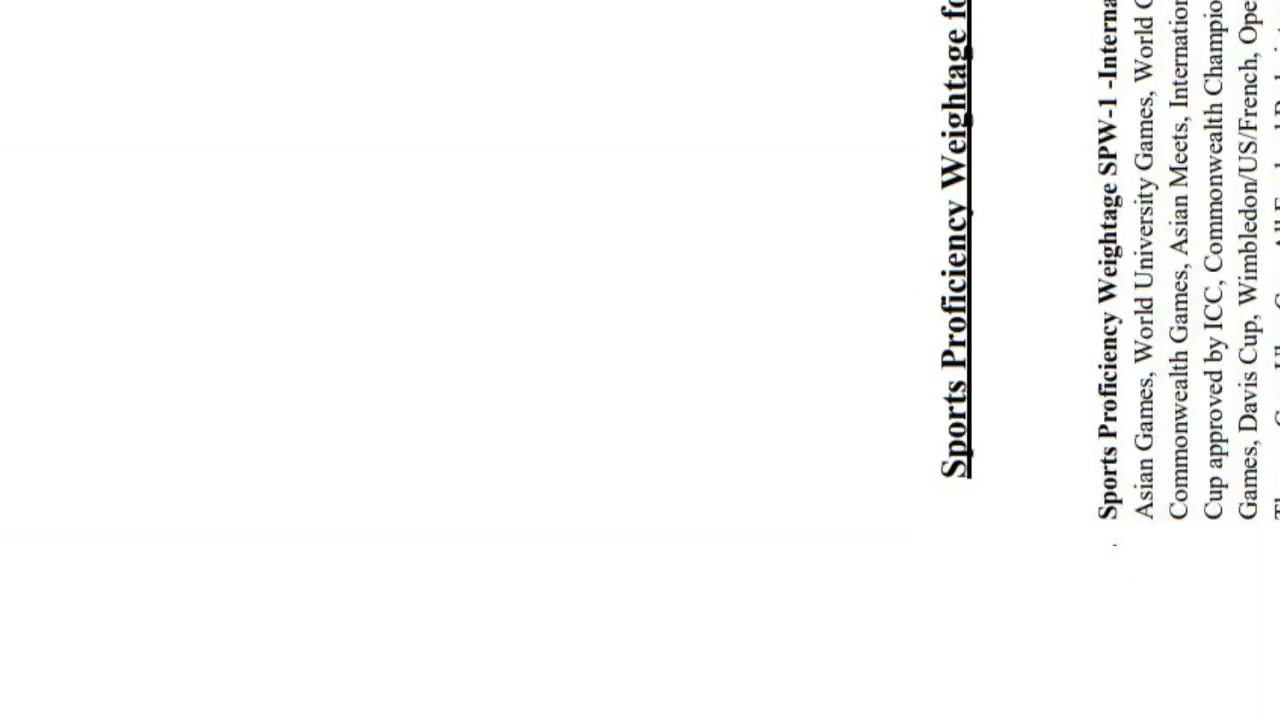 Sports Proficiency Weightage
Sports Proficiency Weightage SPW-1 -Interna
Asian Games, World University Games, World
Commonwealth Games, Asian Meets, Internation
Cup approved by ICC, Commonwealth Champio
Games, Davis Cup, Wimbledon/US/French, Ope